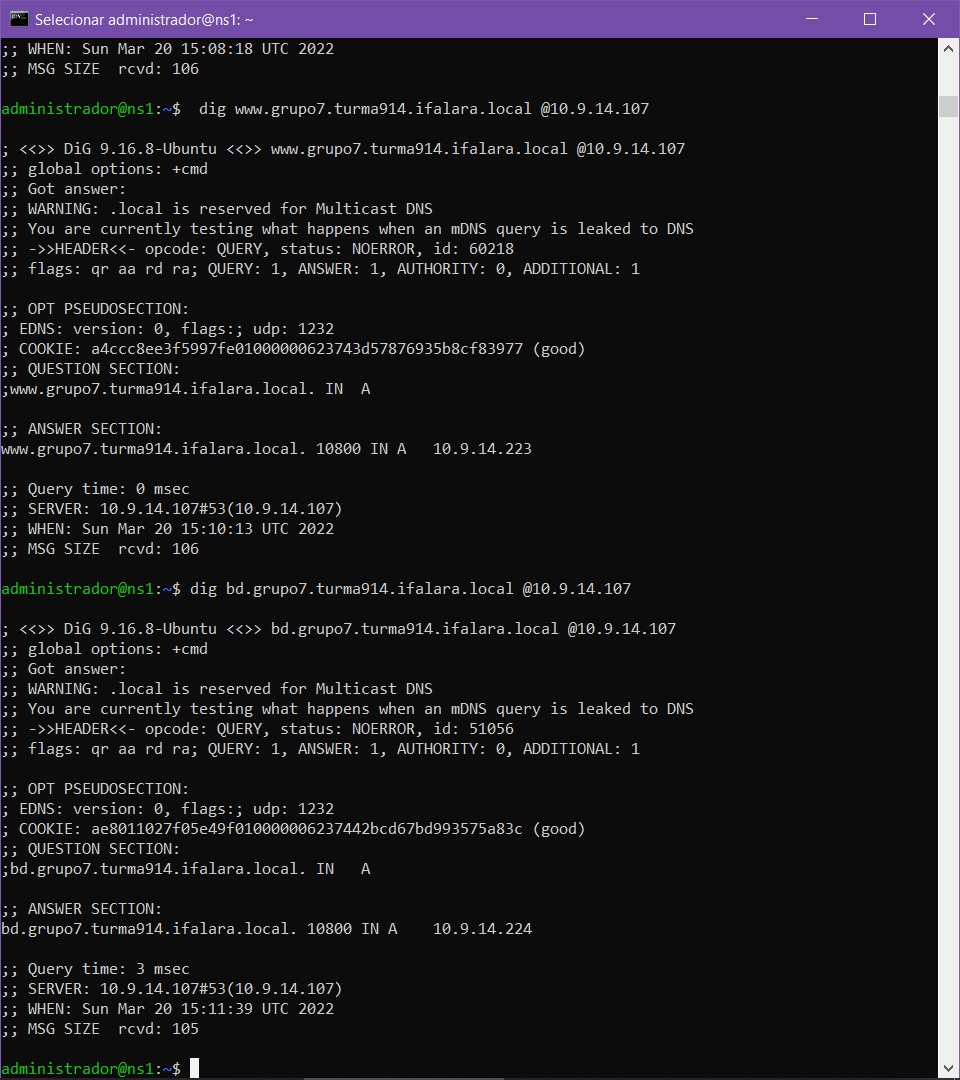 Selecionar administrador@ns1: ~
;; WHEN: Sun Mar 20 15:08:18 UTC 2022
;; MSG SIZE  rcvd: 106
administrador@ns1:~$  dig www.grupo7.turma914.ifalara.local @10.9.14.107
; <<>> DiG 9.16.8-Ubuntu <<>> www.grupo7.turma914.ifalara.local @10.9.14.107
;; global options: +cmd
;; Got answer:
;; WARNING: .local is reserved for Multicast DNS
;; You are currently testing what happens when an mDNS query is leaked to DNS
;; ->>HEADER<<- opcode: QUERY, status: NOERROR, id: 60218
;; flags: qr aa rd ra; QUERY: 1, ANSWER: 1, AUTHORITY: 0, ADDITIONAL: 1
;; OPT PSEUDOSECTION:
; EDNS: version: 0, flags:; udp: 1232
; COOKIE: a4ccc8ee3f5997fe01000000623743d57876935b8cf83977 (good)
;; QUESTION SECTION:
;www.grupo7.turma914.ifalara.local. IN  A
;; ANSWER SECTION:
www.grupo7.turma914.ifalara.local. 10800 IN A   10.9.14.223
;; Query time: 0 msec
;; SERVER: 10.9.14.107#53(10.9.14.107)
;; WHEN: Sun Mar 20 15:10:13 UTC 2022
;; MSG SIZE  rcvd: 106
administrador@ns1:~$ dig bd.grupo7.turma914.ifalara.local @10.9.14.107
; <<>> DiG 9.16.8-Ubuntu <<>> bd.grupo7.turma914.ifalara.local @10.9.14.107
;; global options: +cmd
;; Got answer:
;; WARNING: .local is reserved for Multicast DNS
;; You are currently testing what happens when an mDNS query is leaked to DNS
;; ->>HEADER<<- opcode: QUERY, status: NOERROR, id: 51056
;; flags: qr aa rd ra; QUERY: 1, ANSWER: 1, AUTHORITY: 0, ADDITIONAL: 1
;; OPT PSEUDOSECTION:
; EDNS: version: 0, flags:; udp: 1232
; COOKIE: ae8011027f05e49f010000006237442bcd67bd993575a83c (good)
;; QUESTION SECTION:
;bd.grupo7.turma914.ifalara.local. IN   A
;; ANSWER SECTION:
bd.grupo7.turma914.ifalara.local. 10800 IN A    10.9.14.224
;; Query time: 3 msec
;; SERVER: 10.9.14.107#53(10.9.14.107)
;; WHEN: Sun Mar 20 15:11:39 UTC 2022
;; MSG SIZE  rcvd: 105
administrador@ns1:~$